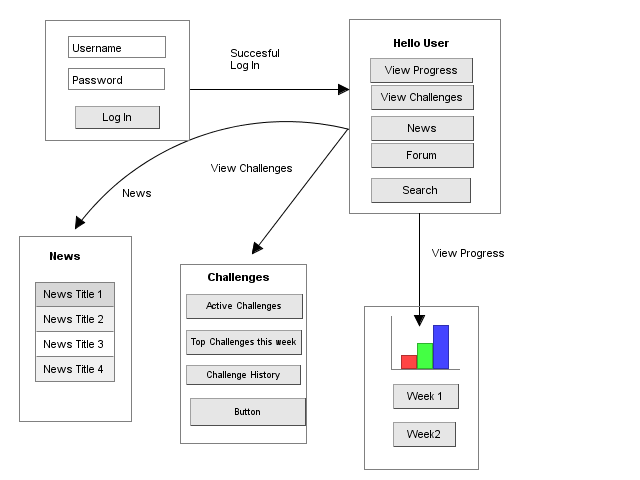 Username
Password
Log In
Succesful
Log In
Hello User
View Progress
View Challenges
News
Forum
Search
News
View Challenges
View Progress
News
News Title 1
News Title 2
News Title 3
News Title 4
Challenges
Active Challenges
Top Challenges this week
Challenge History
Button
Week 1
Week2